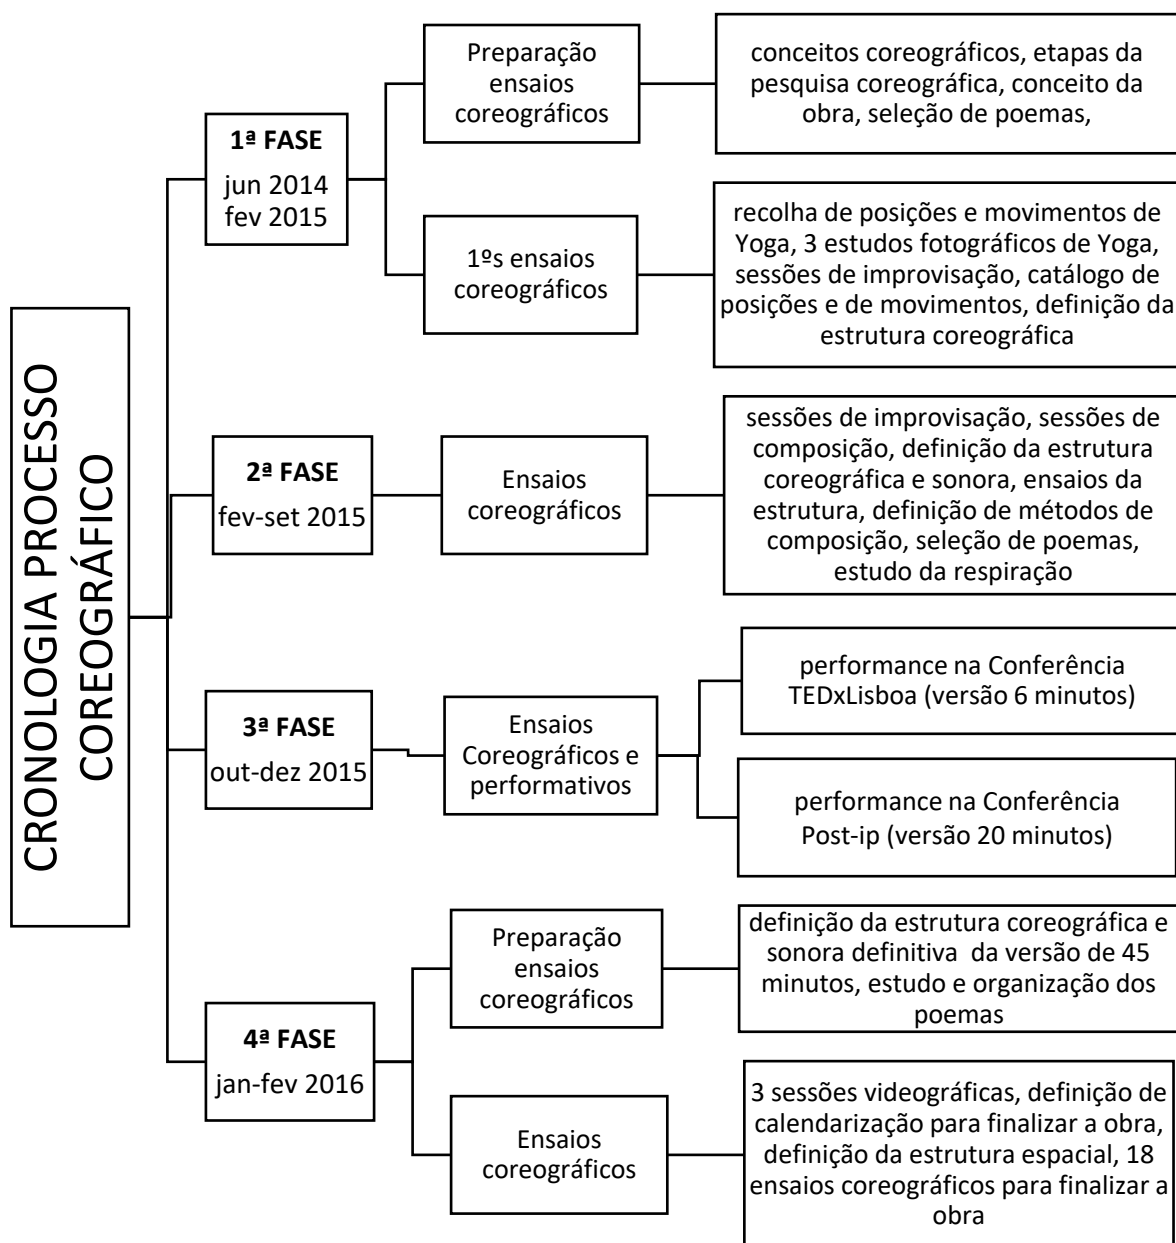 CRONOLOGIA PROCESSO
COREOGRÁFICO
1ª FASE
jun 2014
fev 2015
Preparação
ensaios
coreográficos
conceitos coreográficos, etapas da
pesquisa coreográfica, conceito da
obra, seleção de poemas,
1ºs ensaios
coreográficos
recolha de posições e movimentos de
Yoga, 3 estudos fotográficos de Yoga,
sessões de improvisação, catálogo de
posições e de movimentos, definição da
estrutura coreográfica
2ª FASE
fev-set 2015
Ensaios
coreográficos
sessões de improvisação, sessões de
composição, definição da estrutura
coreográfica e sonora, ensaios da
estrutura, definição de métodos de
composição, seleção de poemas,
estudo da respiração
3ª FASE
out-dez 2015
Ensaios
Coreográficos e
performativos
performance na Conferência
TEDxLisboa (versão 6 minutos)
performance na Conferência
Post-ip (versão 20 minutos)
4ª FASE
jan-fev 2016
Preparação
ensaios
coreográficos
definição da estrutura coreográfica e
sonora definitiva da versão de 45
minutos, estudo e organização dos
poemas
Ensaios
coreográficos
3 sessões videográficas, definição de
calendarização para finalizar a obra,
definição da estrutura espacial, 18
ensaios coreográficos para finalizar a
obra